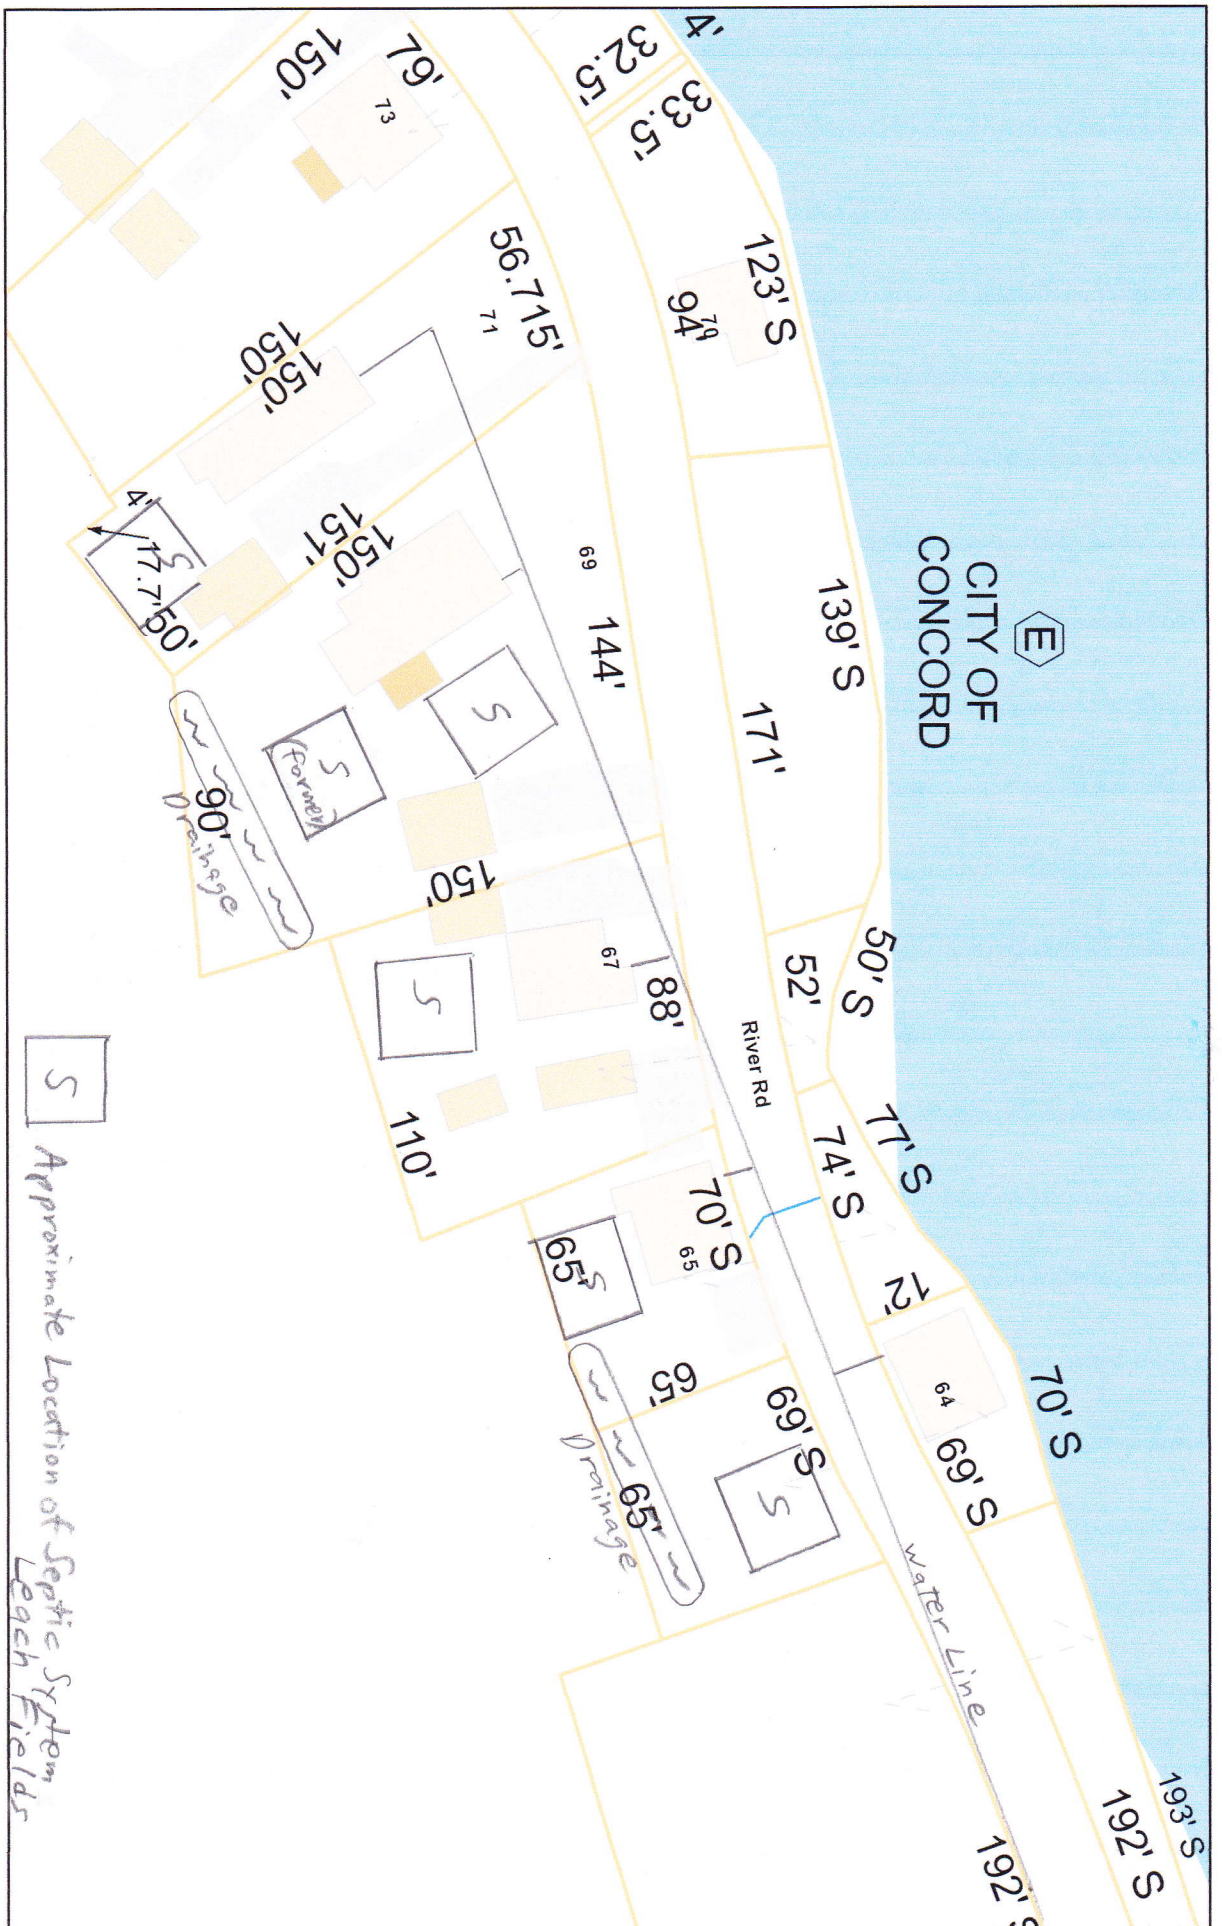 E
CITY OF
CONCORD
4'
32.5
33.5
123' S
70
94'
139' S
171'
50' S
52'
77' S
74' S
12'
70' S
64
69' S
193' S
192' S
192' S
River Rd
Water Line
150'
76'
73
56.715'
71
150'
150'
69
144'
151'
150'
4'
17.7'
50'
S
S
S
(former)
90'
Drainage
150'
67
88'
S
110'
70' S
65
65'
S
65'
69' S
S
65'
Drainage
S
Approximate Location of Septic System
Leach Fields